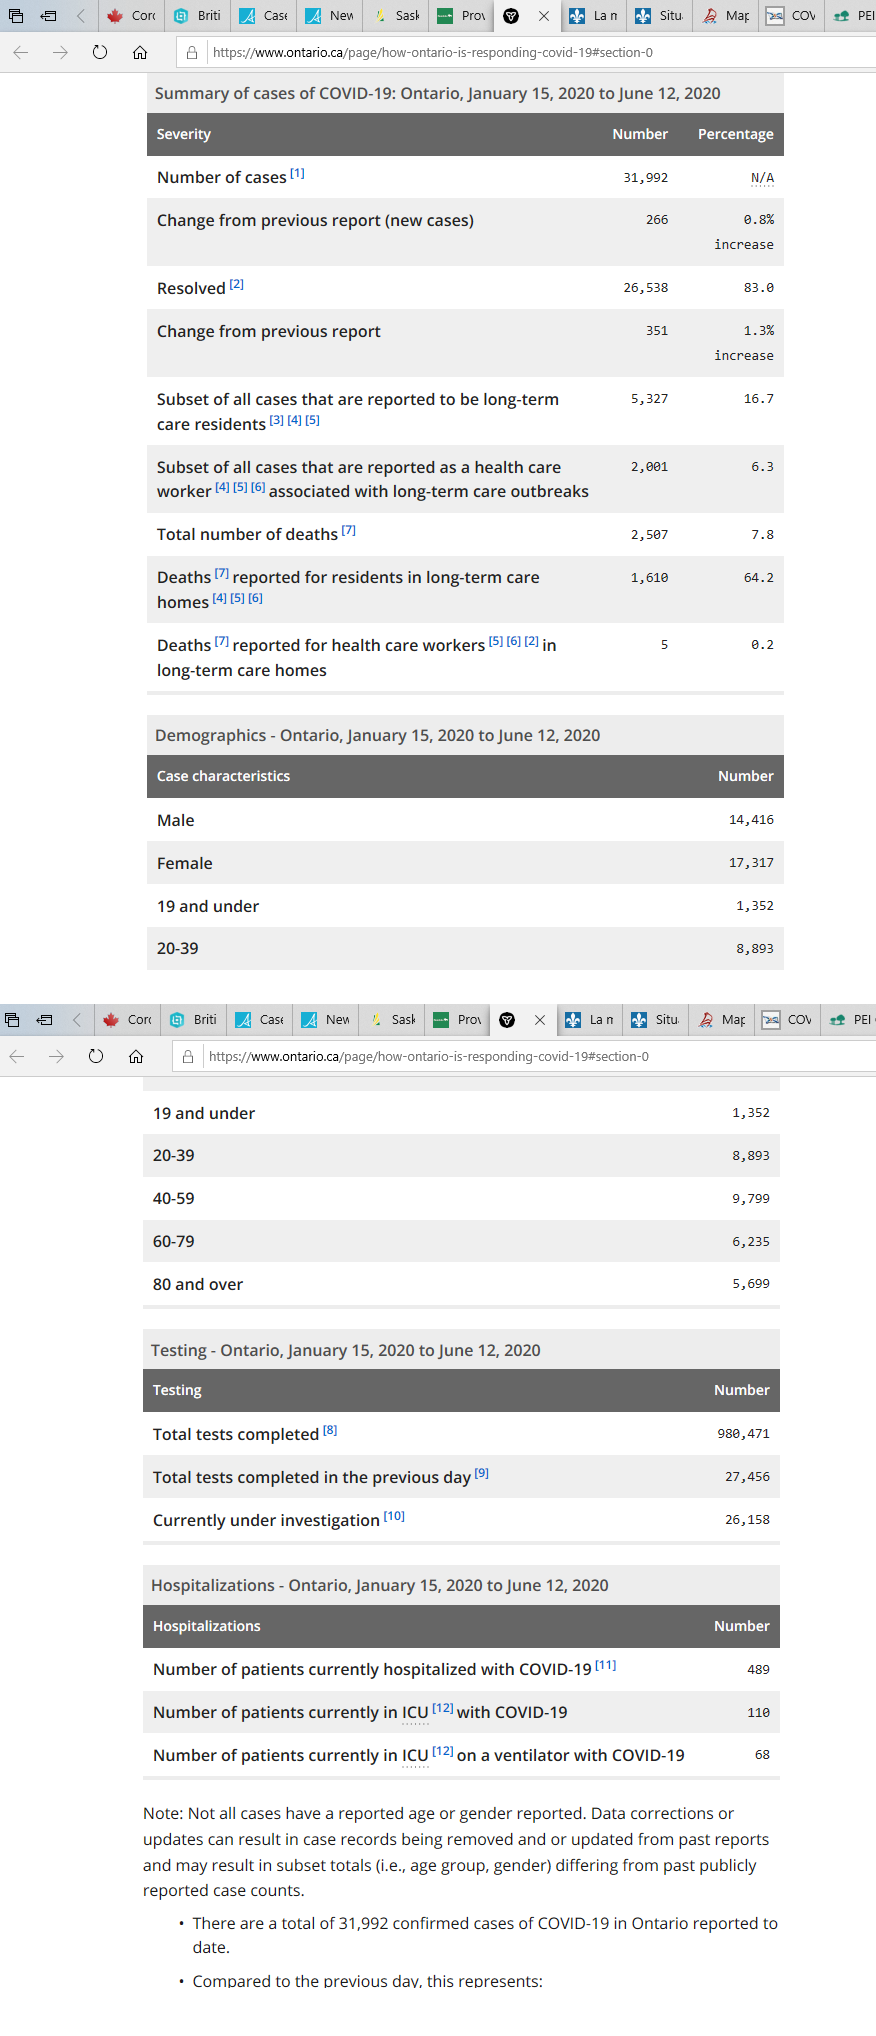 Corc Briti Case New Sask Prov La m Situ Map COV PEI
https://www.ontario.ca/page/how-ontario-is-responding-covid-19#section-0
Summary of cases of COVID-19: Ontario, January 15, 2020 to June 12, 2020
Severity Number Percentage
Number of cases [1] 31,992 N/A
Change from previous report (new cases) 266 0.8%
increase
Resolved [2] 26,538 83.0
Change from previous report 351 1.3%
increase
Subset of all cases that are reported to be long-term 5,327 16.7
care residents [3] [4] [5]
Subset of all cases that are reported as a health care 2,001 6.3
worker [4] [5] [6] associated with long-term care outbreaks
Total number of deaths [7] 2,507 7.8
Deaths [7] reported for residents in long-term care 1,610 64.2
homes [4] [5] [6]
Deaths [7] reported for health care workers [5] [6] [2] in 5 0.2
long-term care homes
Demographics - Ontario, January 15, 2020 to June 12, 2020
Case characteristics Number
Male 14,416
Female 17,317
19 and under 1,352
20-39 8,893
Corc Briti Case New Sask Prov La m Situ Map COV PEI
https://www.ontario.ca/page/how-ontario-is-responding-covid-19#section-0
19 and under 1,352
20-39 8,893
40-59 9,799
60-79 6,235
80 and over 5,699
Testing - Ontario, January 15, 2020 to June 12, 2020
Testing Number
Total tests completed [8] 980,471
Total tests completed in the previous day [9] 27,456
Currently under investigation [10] 26,158
Hospitalizations - Ontario, January 15, 2020 to June 12, 2020
Hospitalizations Number
Number of patients currently hospitalized with COVID-19 [11] 489
Number of patients currently in ICU [12] with COVID-19 110
Number of patients currently in ICU [12] on a ventilator with COVID-19 68
Note: Not all cases have a reported age or gender reported. Data corrections or
updates can result in case records being removed and or updated from past reports
and may result in subset totals (i.e., age group, gender) differing from past publicly
reported case counts.
• There are a total of 31,992 confirmed cases of COVID-19 in Ontario reported to
date.
• Compared to the previous day, this represents: